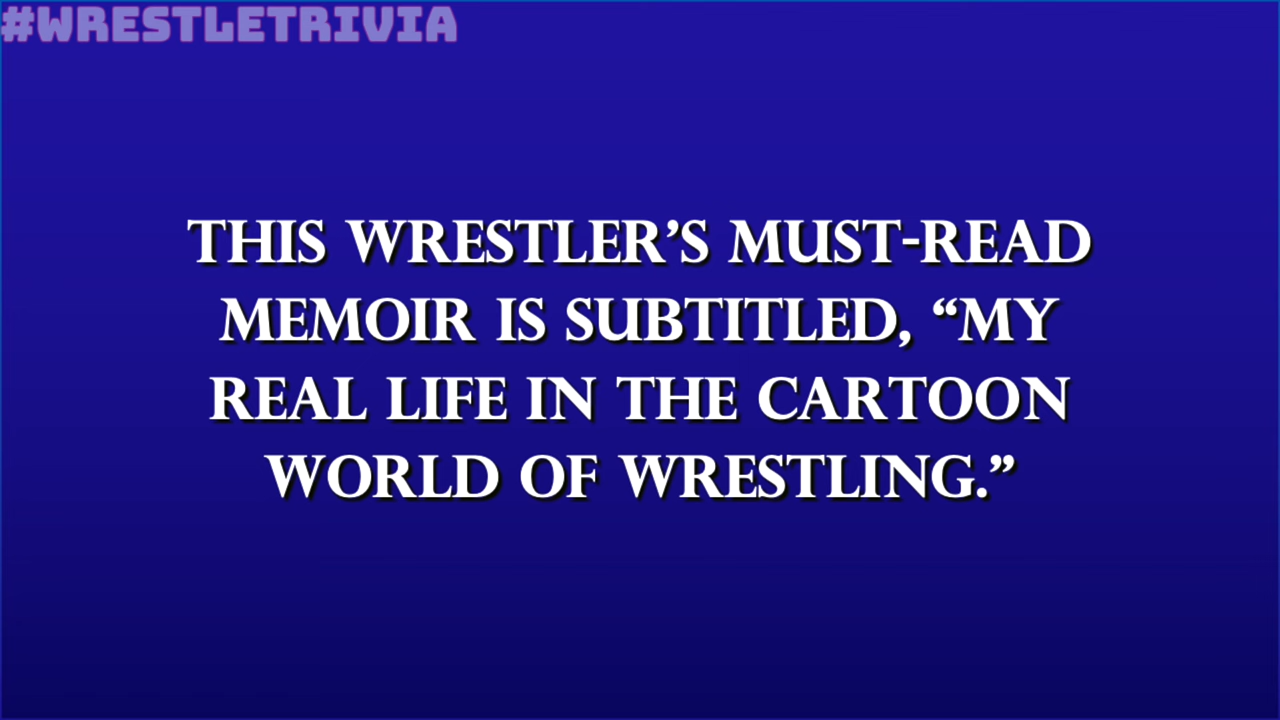 #WRESTLETRIVIA
THIS WRESTLER’S MUST-READ
MEMOIR IS SUBTITLED, “MY
REAL LIFE IN THE CARTOON
WORLD OF WRESTLING.”